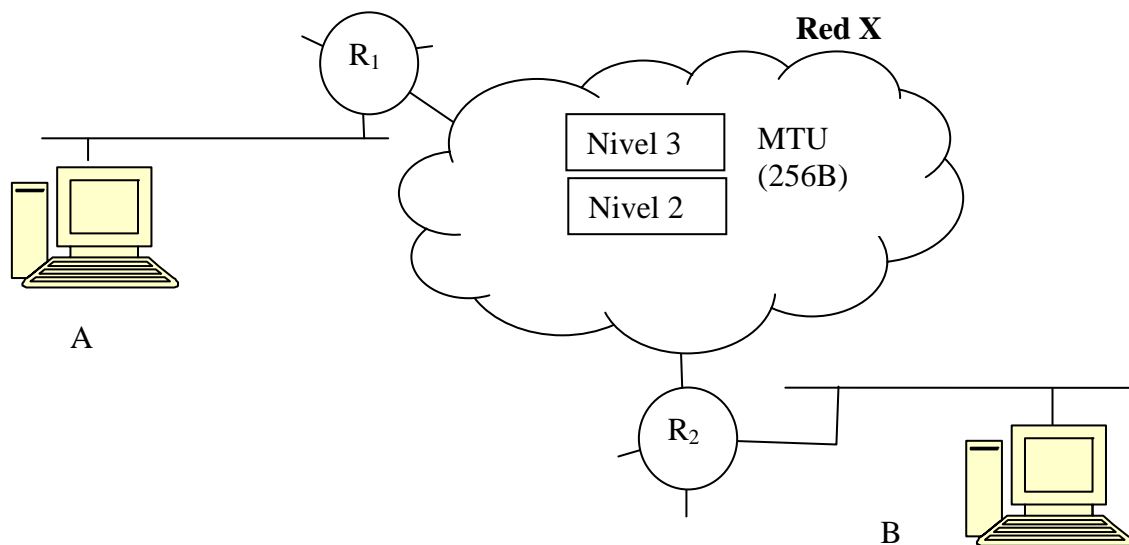 Red X
R₁
Nivel 3
MTU
(256B)
Nivel 2
A
R₂
B